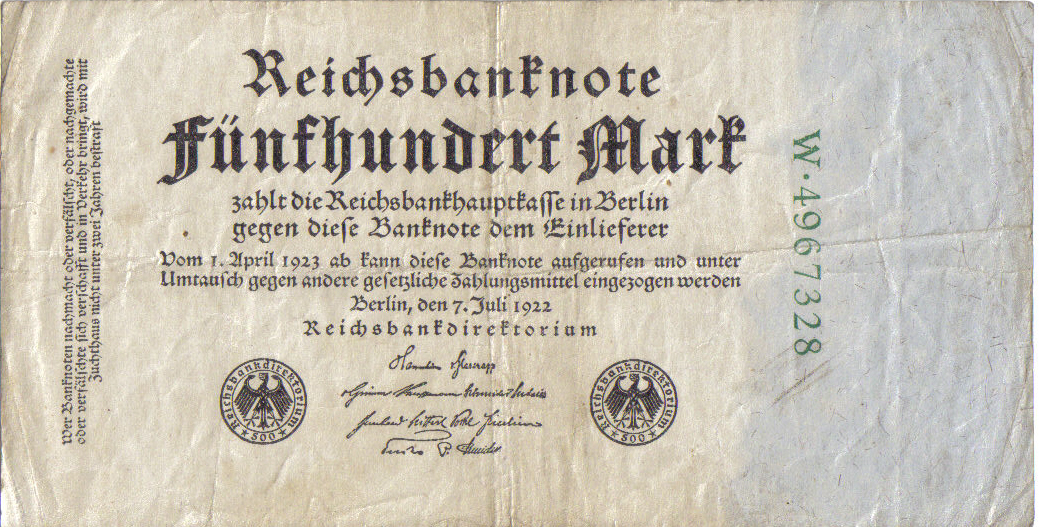 Reichsbanknote
Fünfhundert Mark
zahlt die Reichsbankhauptkasse in Berlin
gegen diese Banknote dem Einlieferer
Vom 1. April 1923 ab kann diese Banknote aufgerufen und unter
Umtausch gegen andere gesetzliche Zahlungsmittel eingezogen werden
Berlin, den 7. Juli 1922
Reichsbankdirektorium
Reichsbankdirektorium
500
Reichsbankdirektorium
500
Wer Banknoten nachmacht oder verfälscht, oder nachgemachte
oder verfälschte sich verschafft und in Verkehr bringt, wird mit
Zuchthaus nicht unter zwei Jahren bestraft
W·4967328